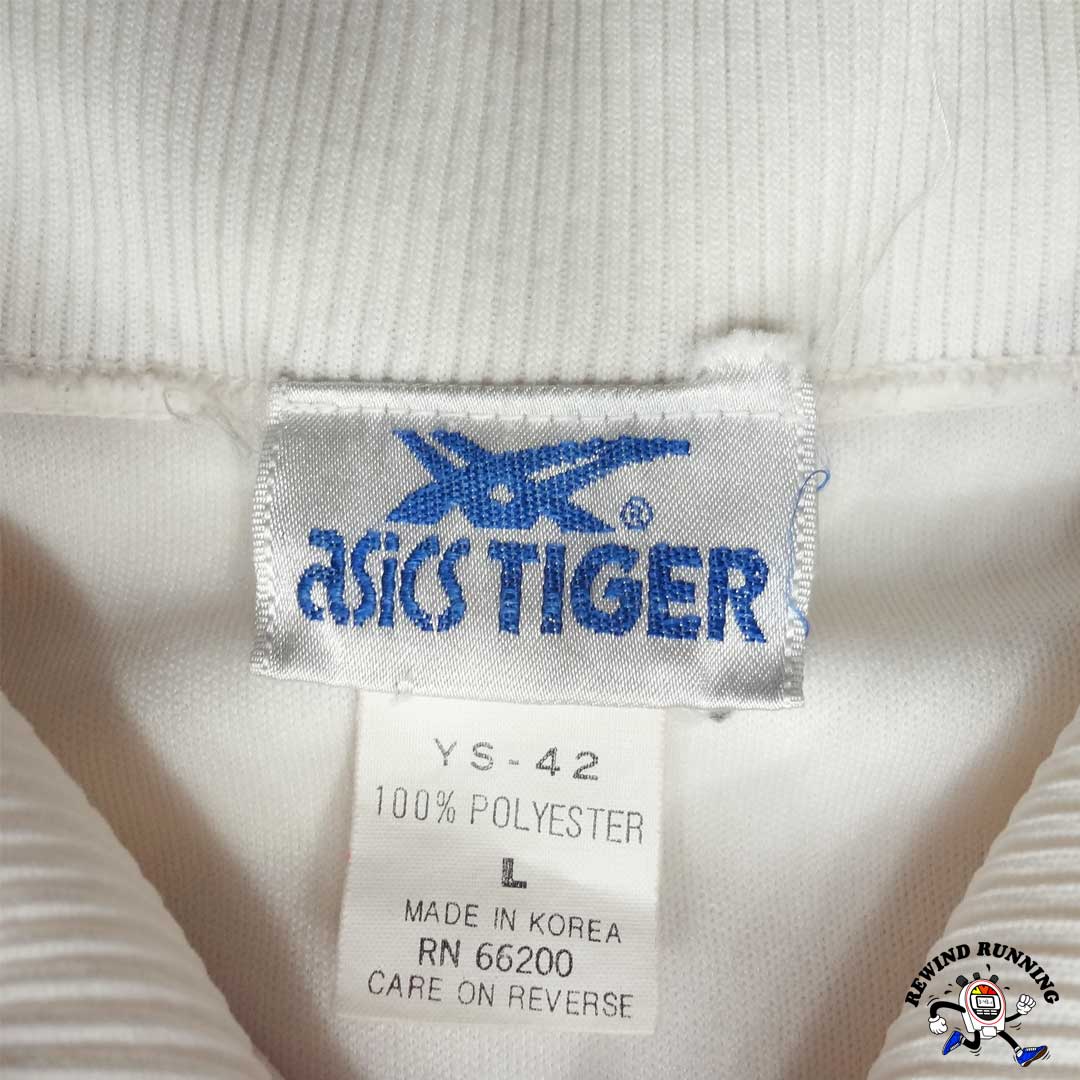 ®
asics TIGER
YS-42
100% POLYESTER
L
MADE IN KOREA
RN 66200
CARE ON REVERSE
REWIND RUNNING